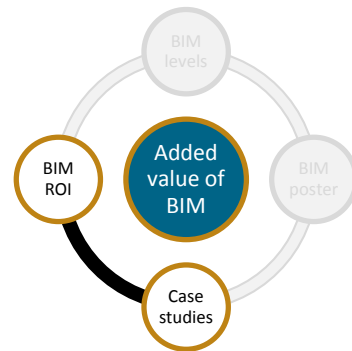 BIM
levels
BIM
ROI
Added
value of
BIM
BIM
poster
Case
studies